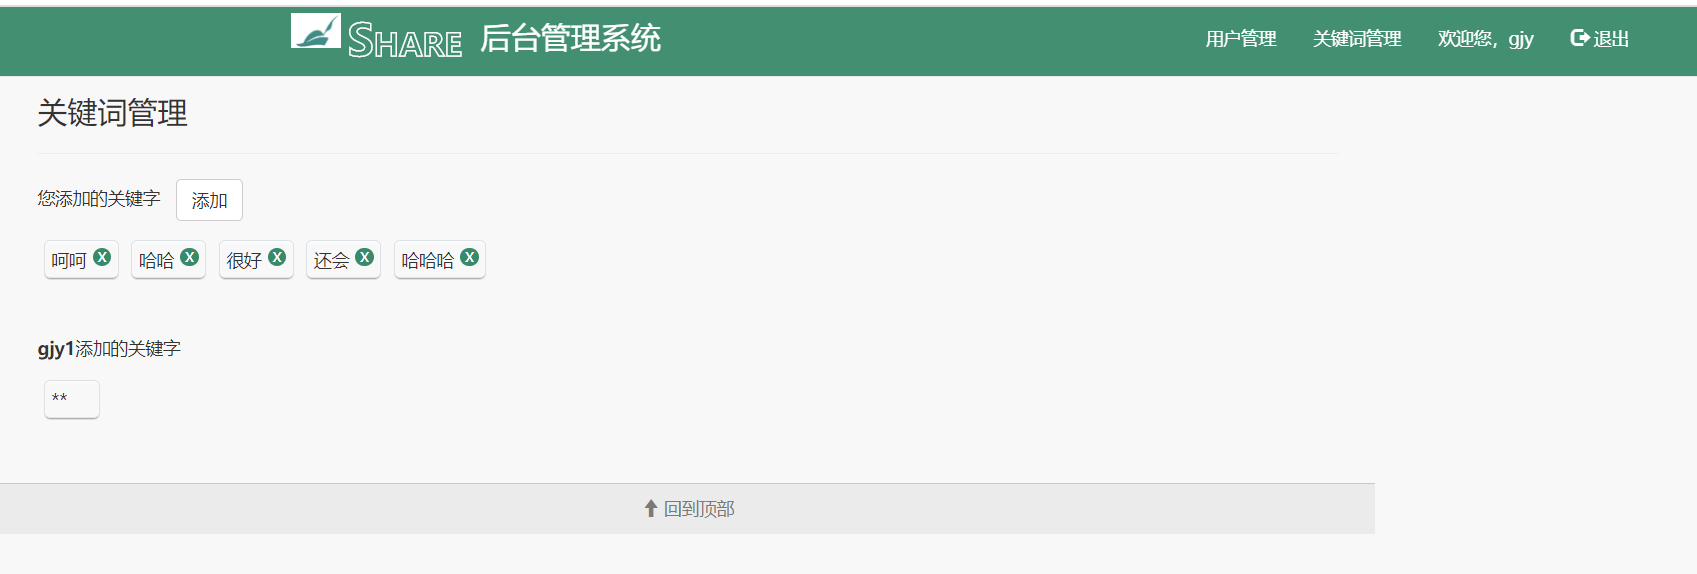 SHARE 后台管理系统 用户管理 关键词管理 欢迎您，gjy 退出
关键词管理
您添加的关键字 添加
呵呵 X 哈哈 X 很好 X 还会 X 哈哈哈 X
gjy1添加的关键字
**
回到顶部